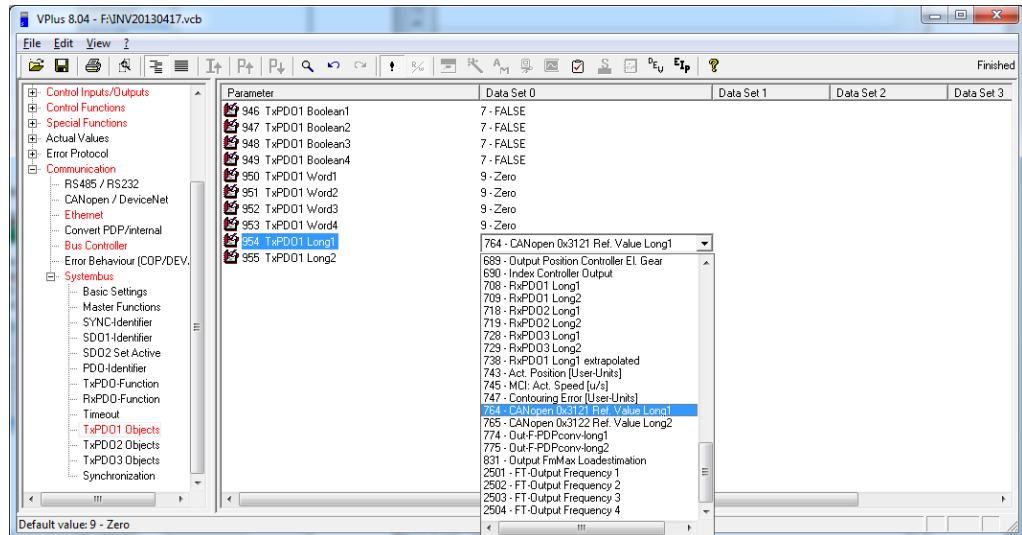 VPlus 8.04 - F:\INV20130417.vcb
File Edit View ?
Finished
Control Inputs/Outputs
Control Functions
Special Functions
Actual Values
Error Protocol
Communication
RS485 / RS232
CANopen / DeviceNet
Ethernet
Convert PDP/internal
Bus Controller
Error Behaviour (COP/DEV.
Systembus
Basic Settings
Master Functions
SYNC-Identifier
SDO1-Identifier
SDO2 Set Active
PDO-Identifier
TxPDO-Function
RxPDO-Function
Timeout
TxPDO1 Objects
TxPDO2 Objects
TxPDO3 Objects
Synchronization
Parameter Data Set 0 Data Set 1 Data Set 2 Data Set 3
946 TxPDO1 Boolean1 7 - FALSE
947 TxPDO1 Boolean2 7 - FALSE
948 TxPDO1 Boolean3 7 - FALSE
949 TxPDO1 Boolean4 7 - FALSE
950 TxPDO1 Word1 9 - Zero
951 TxPDO1 Word2 9 - Zero
952 TxPDO1 Word3 9 - Zero
953 TxPDO1 Word4 9 - Zero
954 TxPDO1 Long1 764 - CANopen 0x3121 Ref. Value Long1
955 TxPDO1 Long2
689 - Output Position Controller El. Gear
690 - Index Controller Output
708 - RxPDO1 Long1
709 - RxPDO1 Long2
718 - RxPDO2 Long1
719 - RxPDO2 Long2
728 - RxPDO3 Long1
729 - RxPDO3 Long2
738 - RxPDO1 Long1 extrapolated
743 - Act. Position [User-Units]
745 - MCI: Act. Speed [u/s]
747 - Contouring Error [User-Units]
764 - CANopen 0x3121 Ref. Value Long1
765 - CANopen 0x3122 Ref. Value Long2
774 - Out-F-PDPconv-long1
775 - Out-F-PDPconv-long2
831 - Output FmMax Loadestimation
2501 - FT-Output Frequency 1
2502 - FT-Output Frequency 2
2503 - FT-Output Frequency 3
2504 - FT-Output Frequency 4
Default value: 9 - Zero